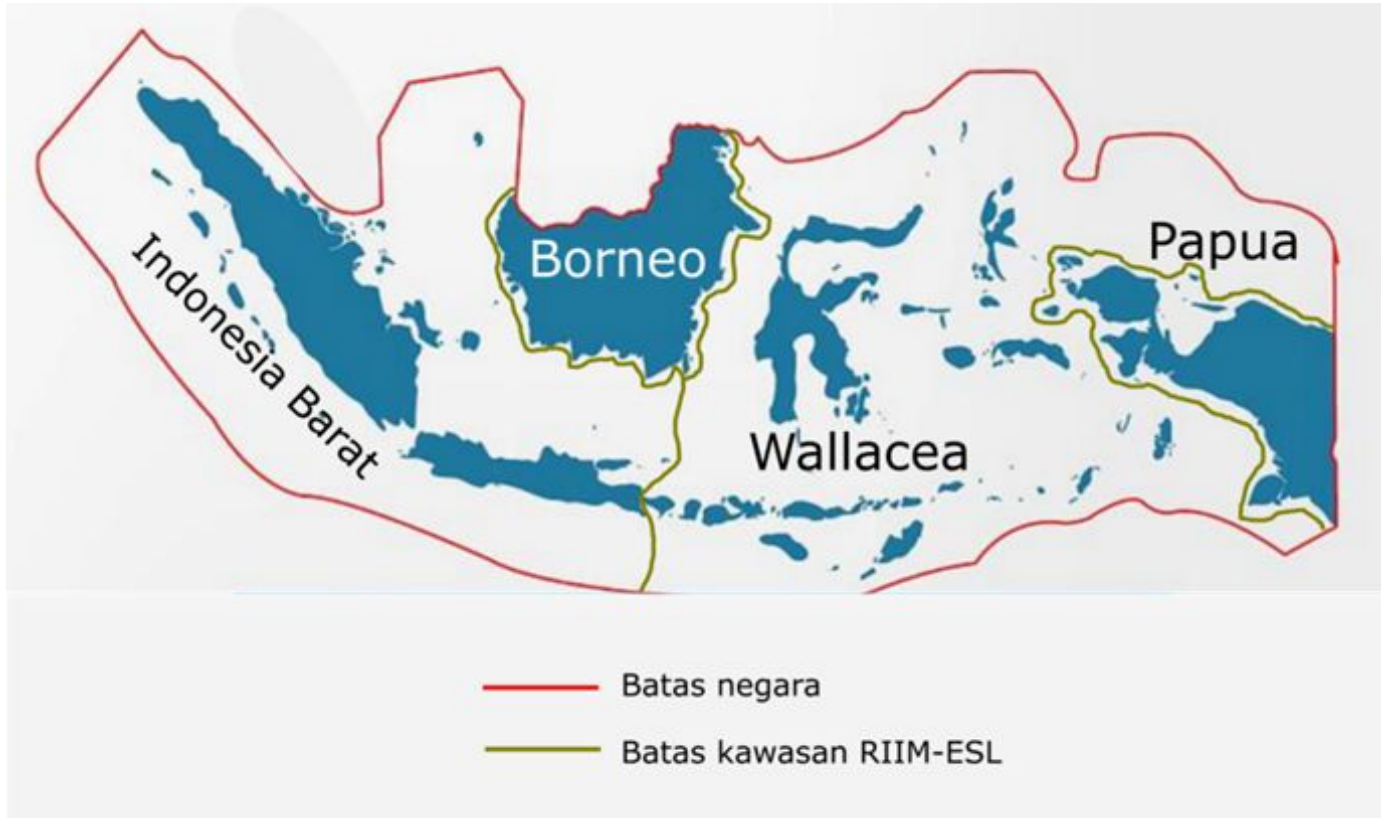 Indonesia Barat
Borneo
Wallacea
Papua
Batas negara
Batas kawasan RIIM-ESL